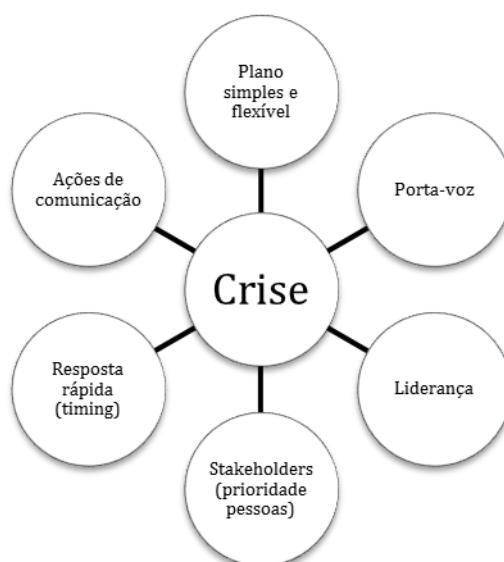 Plano
simples e
flexível
Ações de
comunicação
Porta-voz
Crise
Resposta
rápida
(timing)
Liderança
Stakeholders
(prioridade
pessoas)